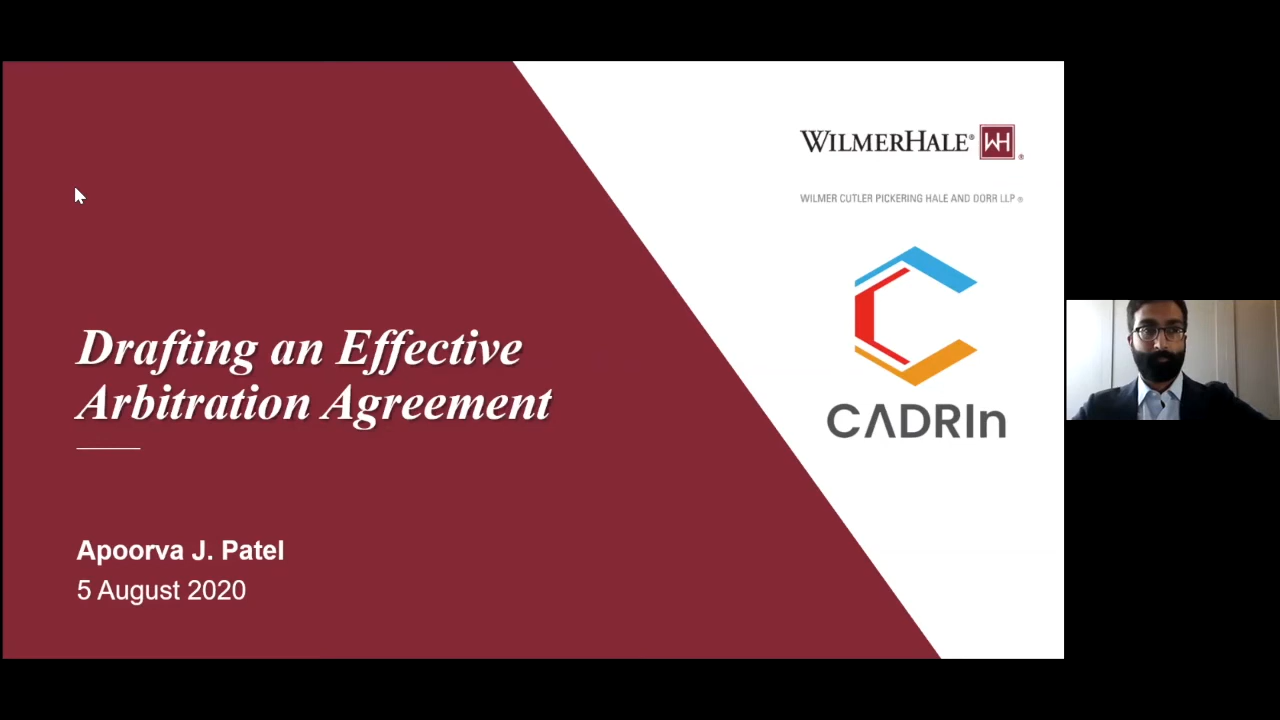 WILMERHALE® WH ®
WILMER CUTLER PICKERING HALE AND DORR LLP ®
CADRIn
Drafting an Effective
Arbitration Agreement
Apoorva J. Patel
5 August 2020